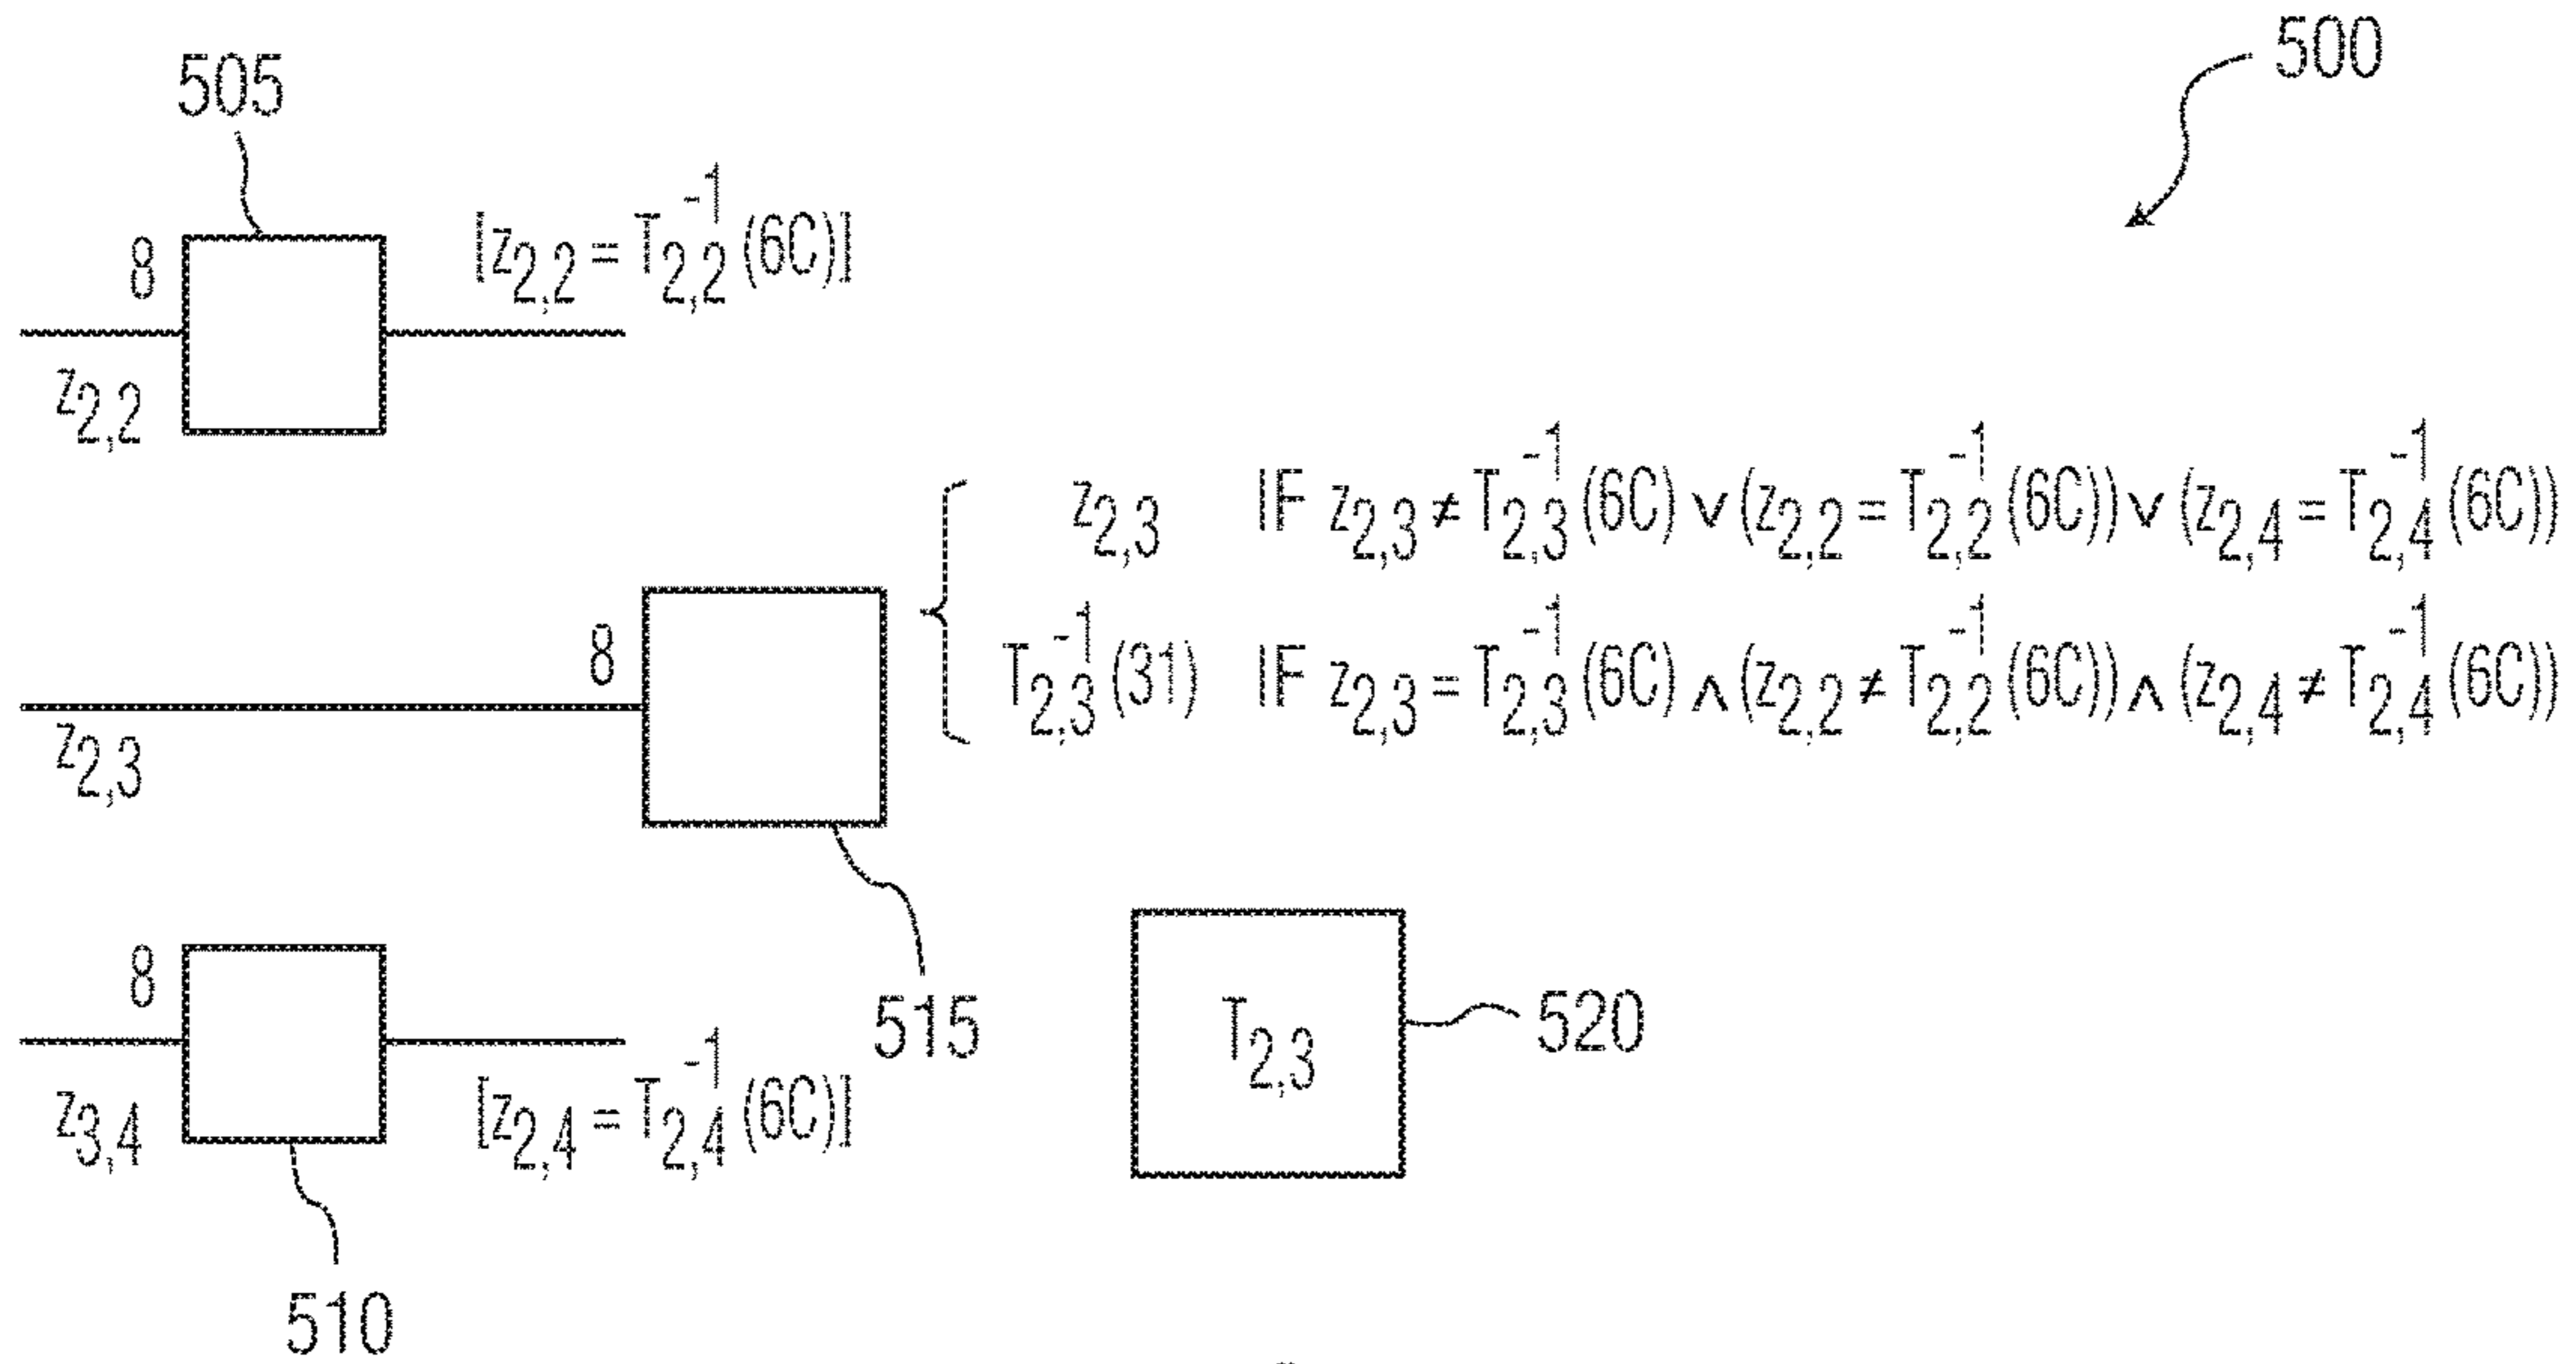 500
505
8
[z2,2 = T2,2^-1 (6C)]
z2,2
z2,3 IF z2,3 ≠ T2,3^-1 (6C) ∨ (z2,2 = T2,2^-1 (6C)) ∨ (z2,4 = T2,4^-1 (6C))
8
T2,3^-1 (31) IF z2,3 = T2,3^-1 (6C) ∧ (z2,2 ≠ T2,2^-1 (6C)) ∧ (z2,4 ≠ T2,4^-1 (6C))
z2,3
8
515
T2,3
520
z3,4
[z2,4 = T2,4^-1 (6C)]
510